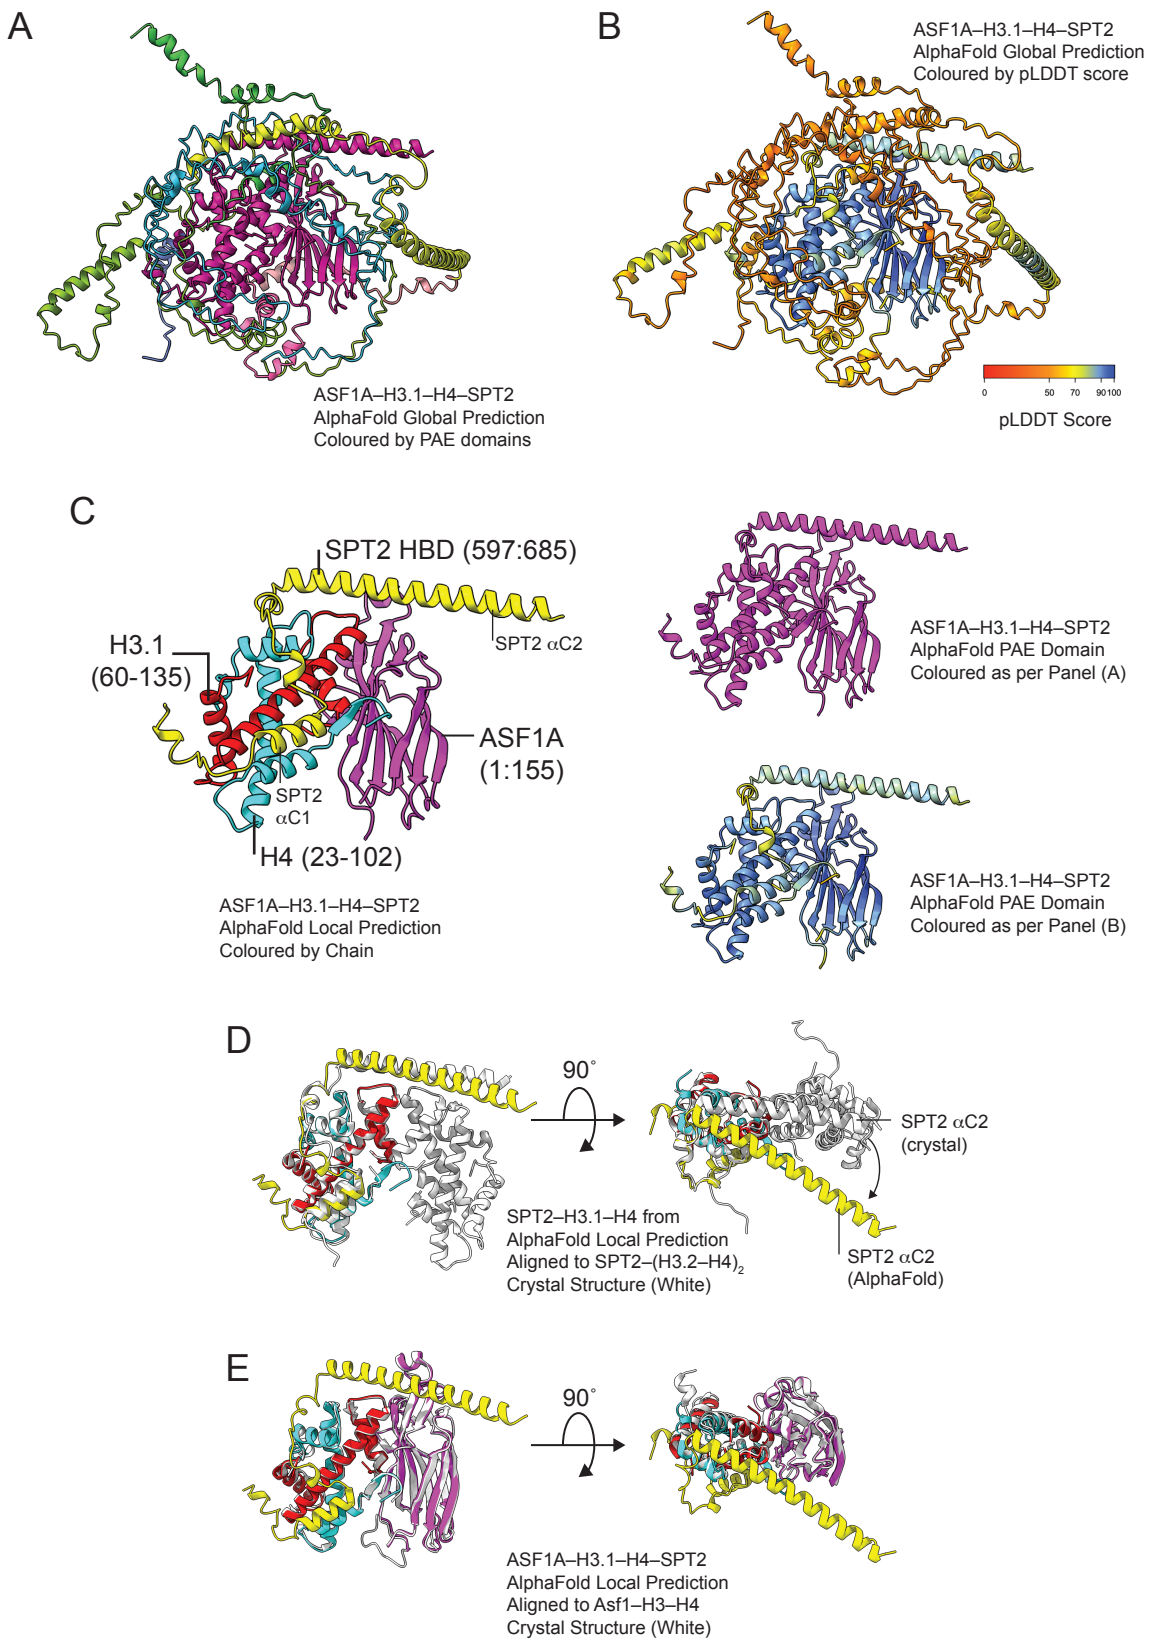 A
B
ASF1A–H3.1–H4–SPT2
AlphaFold Global Prediction
Coloured by pLDDT score
0
50
70
90
100
pLDDT Score
ASF1A–H3.1–H4–SPT2
AlphaFold Global Prediction
Coloured by PAE domains
C
SPT2 HBD (597:685)
SPT2 αC2
H3.1
(60-135)
ASF1A
(1:155)
SPT2
αC1
H4 (23-102)
ASF1A–H3.1–H4–SPT2
AlphaFold Local Prediction
Coloured by Chain
ASF1A–H3.1–H4–SPT2
AlphaFold PAE Domain
Coloured as per Panel (A)
ASF1A–H3.1–H4–SPT2
AlphaFold PAE Domain
Coloured as per Panel (B)
D
90°
SPT2 αC2
(crystal)
SPT2 αC2
(AlphaFold)
SPT2–H3.1–H4 from
AlphaFold Local Prediction
Aligned to SPT2–(H3.2–H4)₂
Crystal Structure (White)
E
90°
ASF1A–H3.1–H4–SPT2
AlphaFold Local Prediction
Aligned to Asf1–H3–H4
Crystal Structure (White)